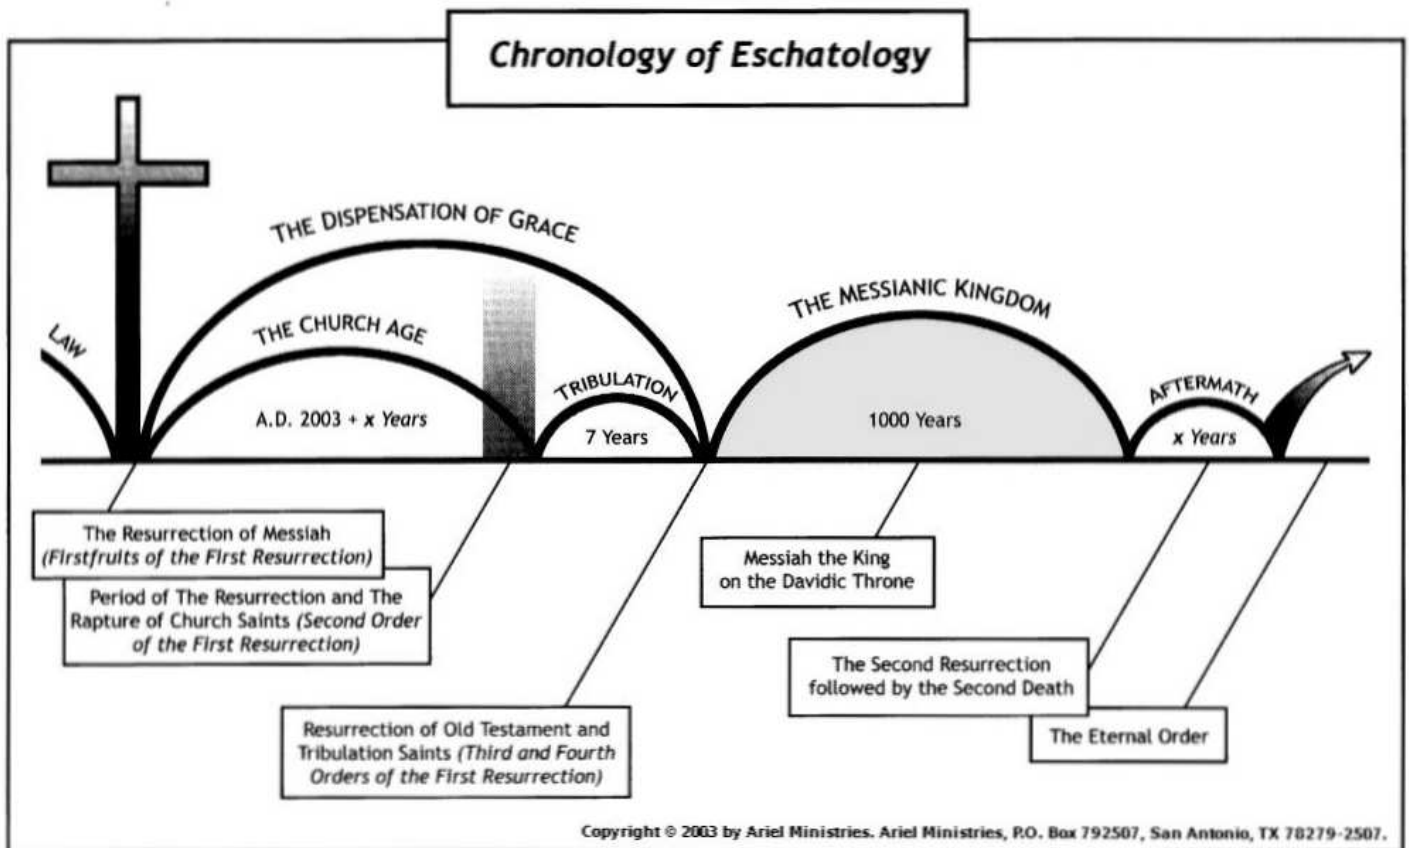 Chronology of Eschatology
LAW
THE DISPENSATION OF GRACE
THE CHURCH AGE
A.D. 2003 + x Years
TRIBULATION
7 Years
THE MESSIANIC KINGDOM
1000 Years
AFTERMATH
x Years
The Resurrection of Messiah
(Firstfruits of the First Resurrection)
Period of The Resurrection and The
Rapture of Church Saints (Second Order
of the First Resurrection)
Resurrection of Old Testament and
Tribulation Saints (Third and Fourth
Orders of the First Resurrection)
Messiah the King
on the Davidic Throne
The Second Resurrection
followed by the Second Death
The Eternal Order
Copyright © 2003 by Ariel Ministries. Ariel Ministries, P.O. Box 792507, San Antonio, TX 78279-2507.